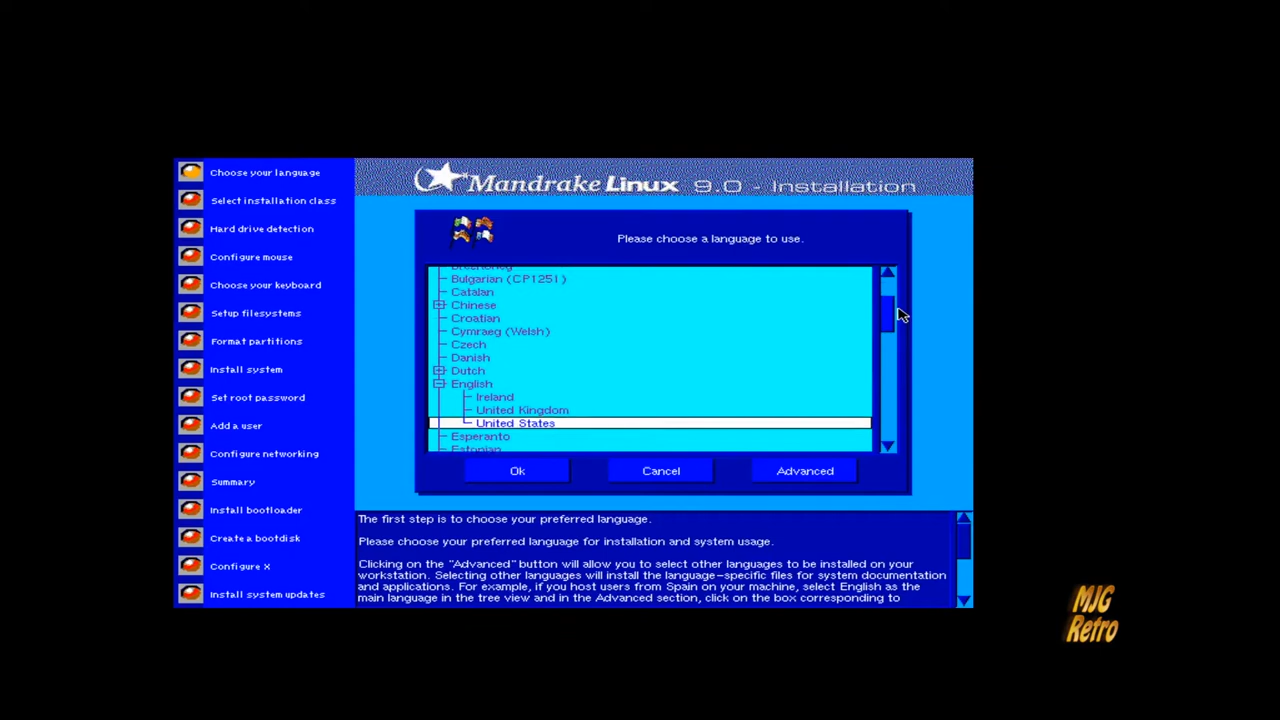 Choose your language
Select installation class
Hard drive detection
Configure mouse
Choose your keyboard
Setup filesystems
Format partitions
Install system
Set root password
Add a user
Configure networking
Summary
Install bootloader
Create a bootdisk
Configure X
Install system updates
Mandrake Linux 9.0 - Installation
Please choose a language to use.
Bulgarian (CP1251)
Catalan
Chinese
Croatian
Cymraeg (Welsh)
Czech
Danish
Dutch
English
Ireland
United Kingdom
United States
Esperanto
Estonian
Ok
Cancel
Advanced
The first step is to choose your preferred language.
Please choose your preferred language for installation and system usage.
Clicking on the "Advanced" button will allow you to select other languages to be installed on your
workstation. Selecting other languages will install the language-specific files for system documentation
and applications. For example, if you host users from Spain on your machine, select English as the
main language in the tree view and in the Advanced section, click on the box corresponding to
MJG
Retro